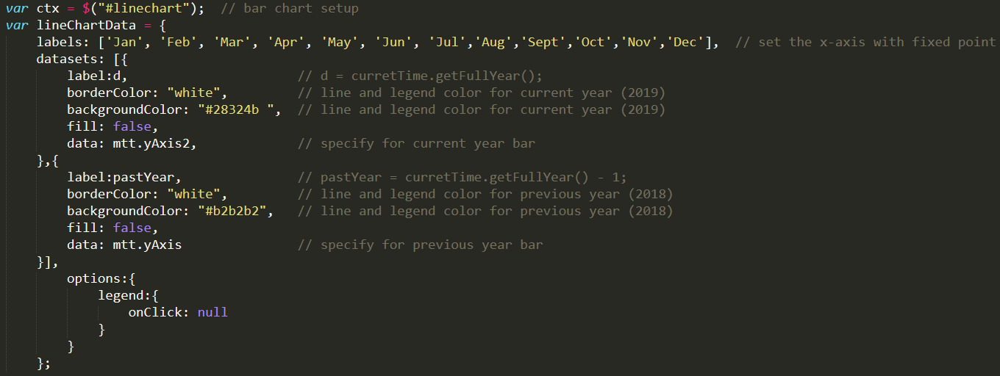 var ctx = $("#linechart");  // bar chart setup
var lineChartData = {
    labels: ['Jan', 'Feb', 'Mar', 'Apr', 'May', 'Jun', 'Jul','Aug','Sept','Oct','Nov','Dec'],  // set the x-axis with fixed point
    datasets: [{
        label:d,                      // d = curretTime.getFullYear();
        borderColor: "white",         // line and legend color for current year (2019)
        backgroundColor: "#28324b ",  // line and legend color for current year (2019)
        fill: false,
        data: mtt.yAxis2,             // specify for current year bar
    },{
        label:pastYear,               // pastYear = curretTime.getFullYear() - 1;
        borderColor: "white",         // line and legend color for previous year (2018)
        backgroundColor: "#b2b2b2",   // line and legend color for previous year (2018)
        fill: false,
        data: mtt.yAxis               // specify for previous year bar
    }],
        options:{
            legend:{
                onClick: null
            }
        }
    };